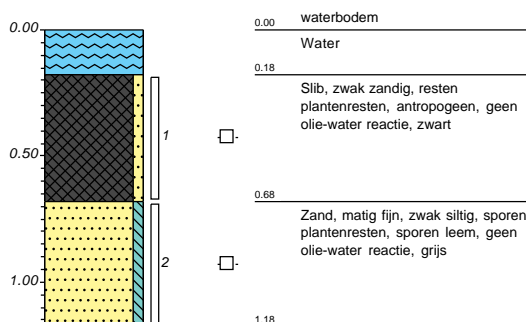 0.00
0.00
waterbodem
Water
0.18
Slib, zwak zandig, resten
plantenresten, antropogeen, geen
olie-water reactie, zwart
1
0.50
0.68
Zand, matig fijn, zwak siltig, sporen
plantenresten, sporen leem, geen
olie-water reactie, grijs
2
1.00
1.18